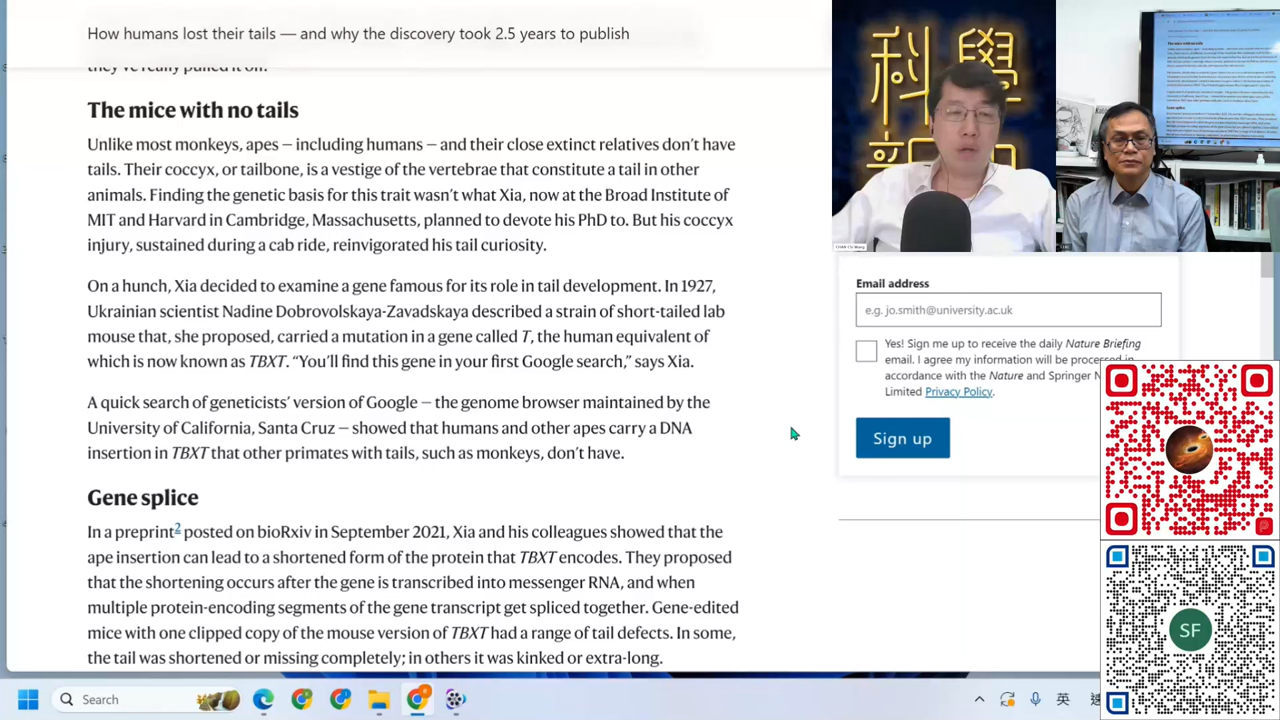 How humans lost their tails — and why the discovery took 2.5 years to publish
The mice with no tails
most monkeys, apes — including humans — and their extinct relatives don't have
tails. Their coccyx, or tailbone, is a vestige of the vertebrae that constitute a tail in other
animals. Finding the genetic basis for this trait wasn't what Xia, now at the Broad Institute of
MIT and Harvard in Cambridge, Massachusetts, planned to devote his PhD to. But his coccyx
injury, sustained during a cab ride, reinvigorated his tail curiosity.
On a hunch, Xia decided to examine a gene famous for its role in tail development. In 1927,
Ukrainian scientist Nadine Dobrovolskaya-Zavadskaya described a strain of short-tailed lab
mouse that, she proposed, carried a mutation in a gene called T, the human equivalent of
which is now known as TBXT. “You'll find this gene in your first Google search,” says Xia.
A quick search of geneticists' version of Google — browser maintained by the
University of California, Santa Cruz — showed that humans and other apes carry a DNA
insertion in TBXT that other primates with tails, such as monkeys, don't have.
Gene splice
In a preprint2 posted on bioRxiv in September 2021, Xia and colleagues showed that the
ape insertion can lead to a shortened form of the protein that TBXT encodes. They proposed
that the shortening occurs after the gene is transcribed into messenger RNA, and when
multiple protein-encoding segments of the gene transcript get spliced together. Gene-edited
mice with one clipped copy of the mouse version of TBXT had a range of tail defects. In some,
the tail was shortened or missing completely; in others it was kinked or extra-long.
科學
Email address
e.g. jo.smith@university.ac.uk
Yes! Sign me up to receive the daily Nature Briefing
email. I agree my information will be processed in
accordance with the Nature and Springer N
Limited Privacy Policy.
Sign up
SF
Search
英
速